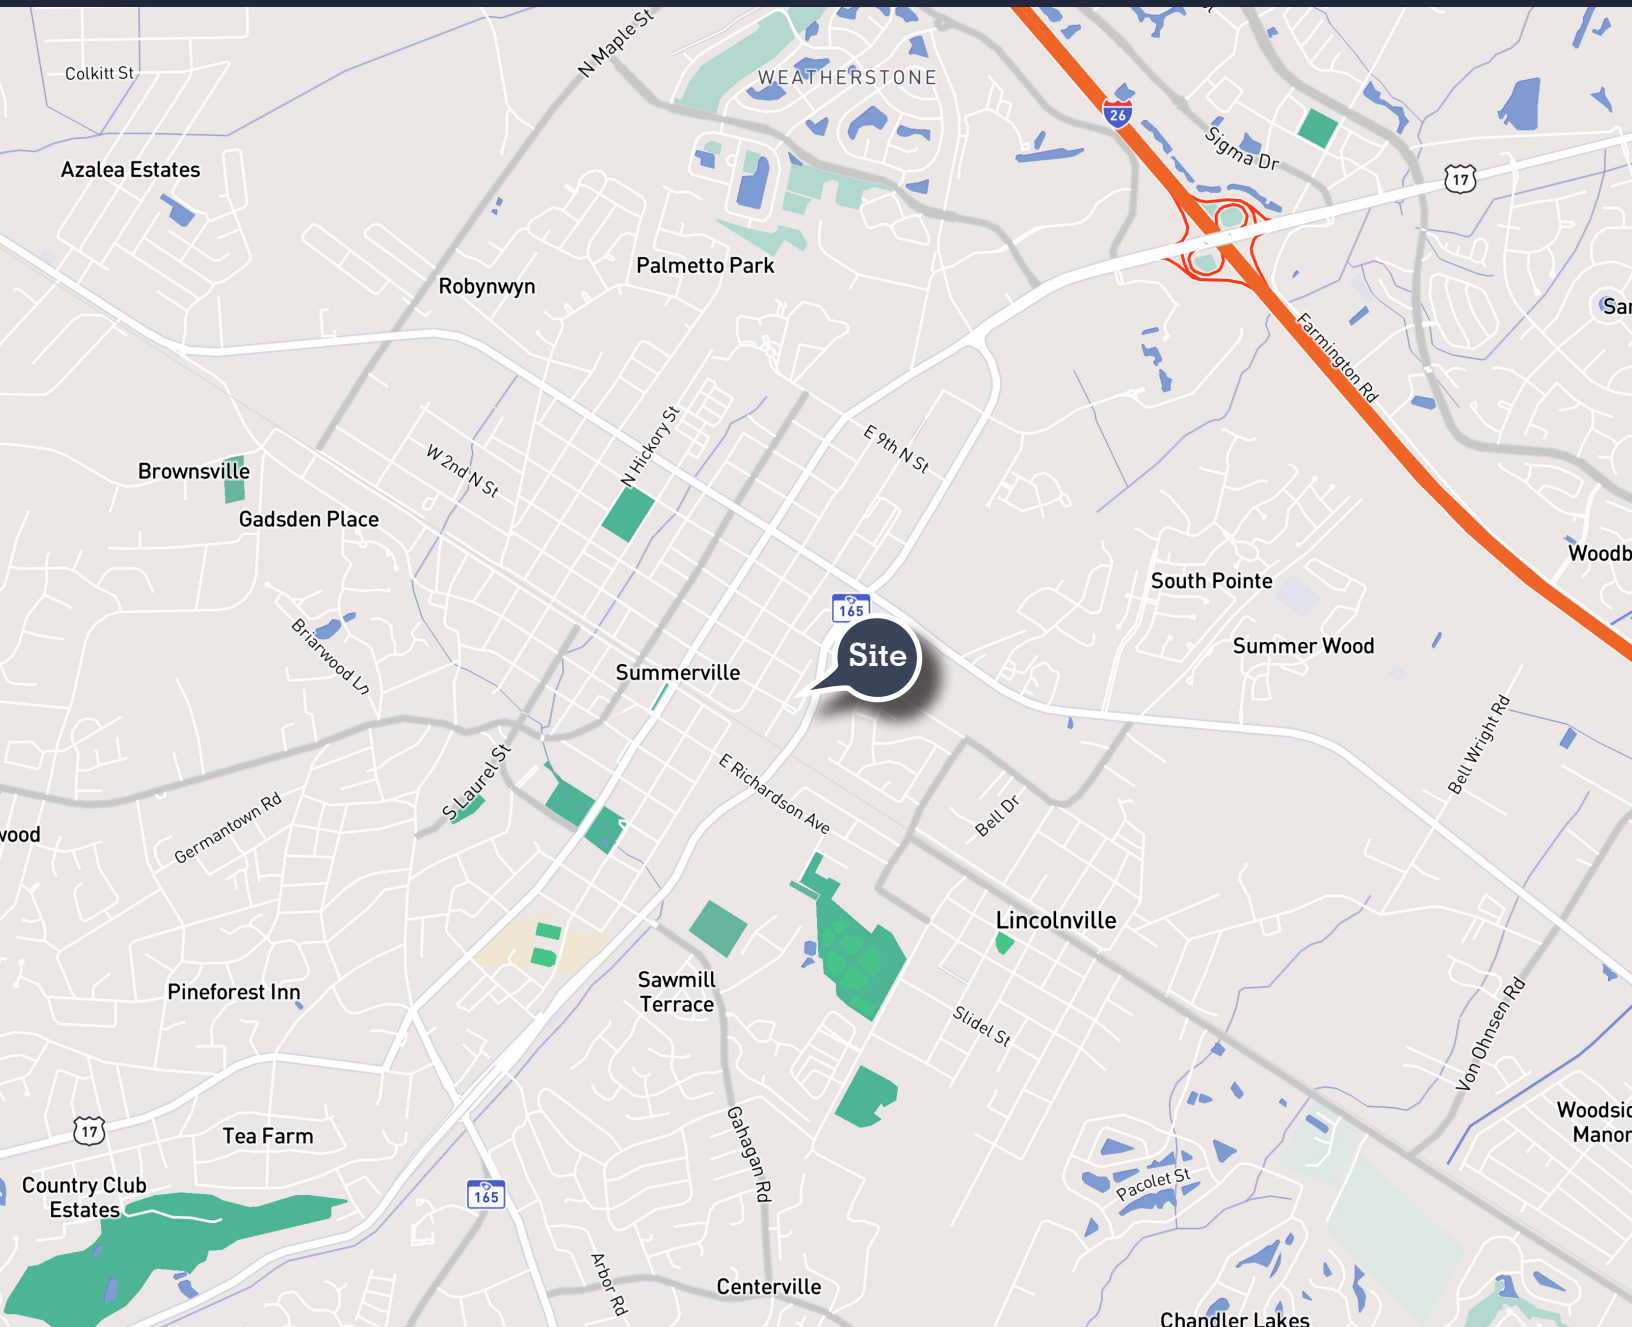 N Maple St
Colkitt St
WEATHERSTONE
26
Sigma Dr
17
Azalea Estates
Palmetto Park
Robynwyn
San
Farmington Rd
N Hickory St
E 9th N St
W 2nd N St
Brownsville
Gadsden Place
Woodb
South Pointe
165
Summer Wood
Site
Briarwood Ln
Summerville
Bell Wright Rd
S Laurel St
E Richardson Ave
Bell Dr
Germantown Rd
wood
Lincolnville
Sawmill
Terrace
Pineforest Inn
Slidel St
Von Ohnsen Rd
17
Tea Farm
Woodsid
Manor
Gahagan Rd
Country Club
Estates
165
Pacolet St
Arbor Rd
Centerville
Chandler Lakes